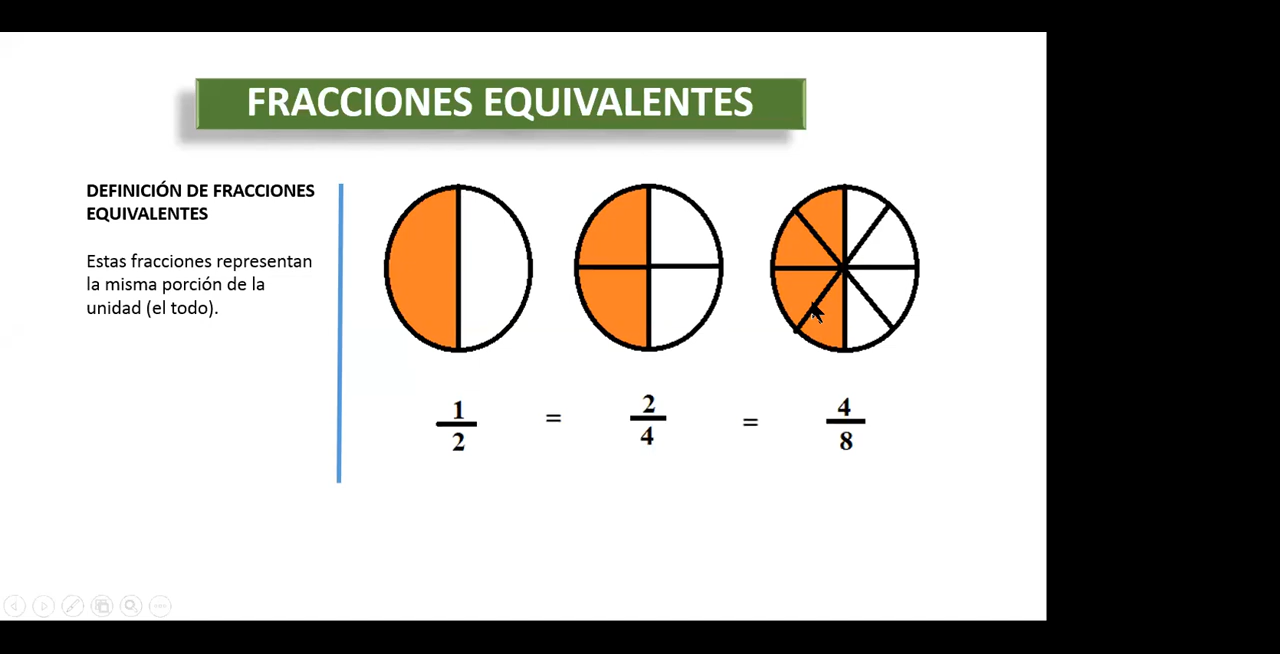 FRACCIONES EQUIVALENTES
DEFINICIÓN DE FRACCIONES
EQUIVALENTES
Estas fracciones representan
la misma porción de la
unidad (el todo).
1/2 = 2/4 = 4/8